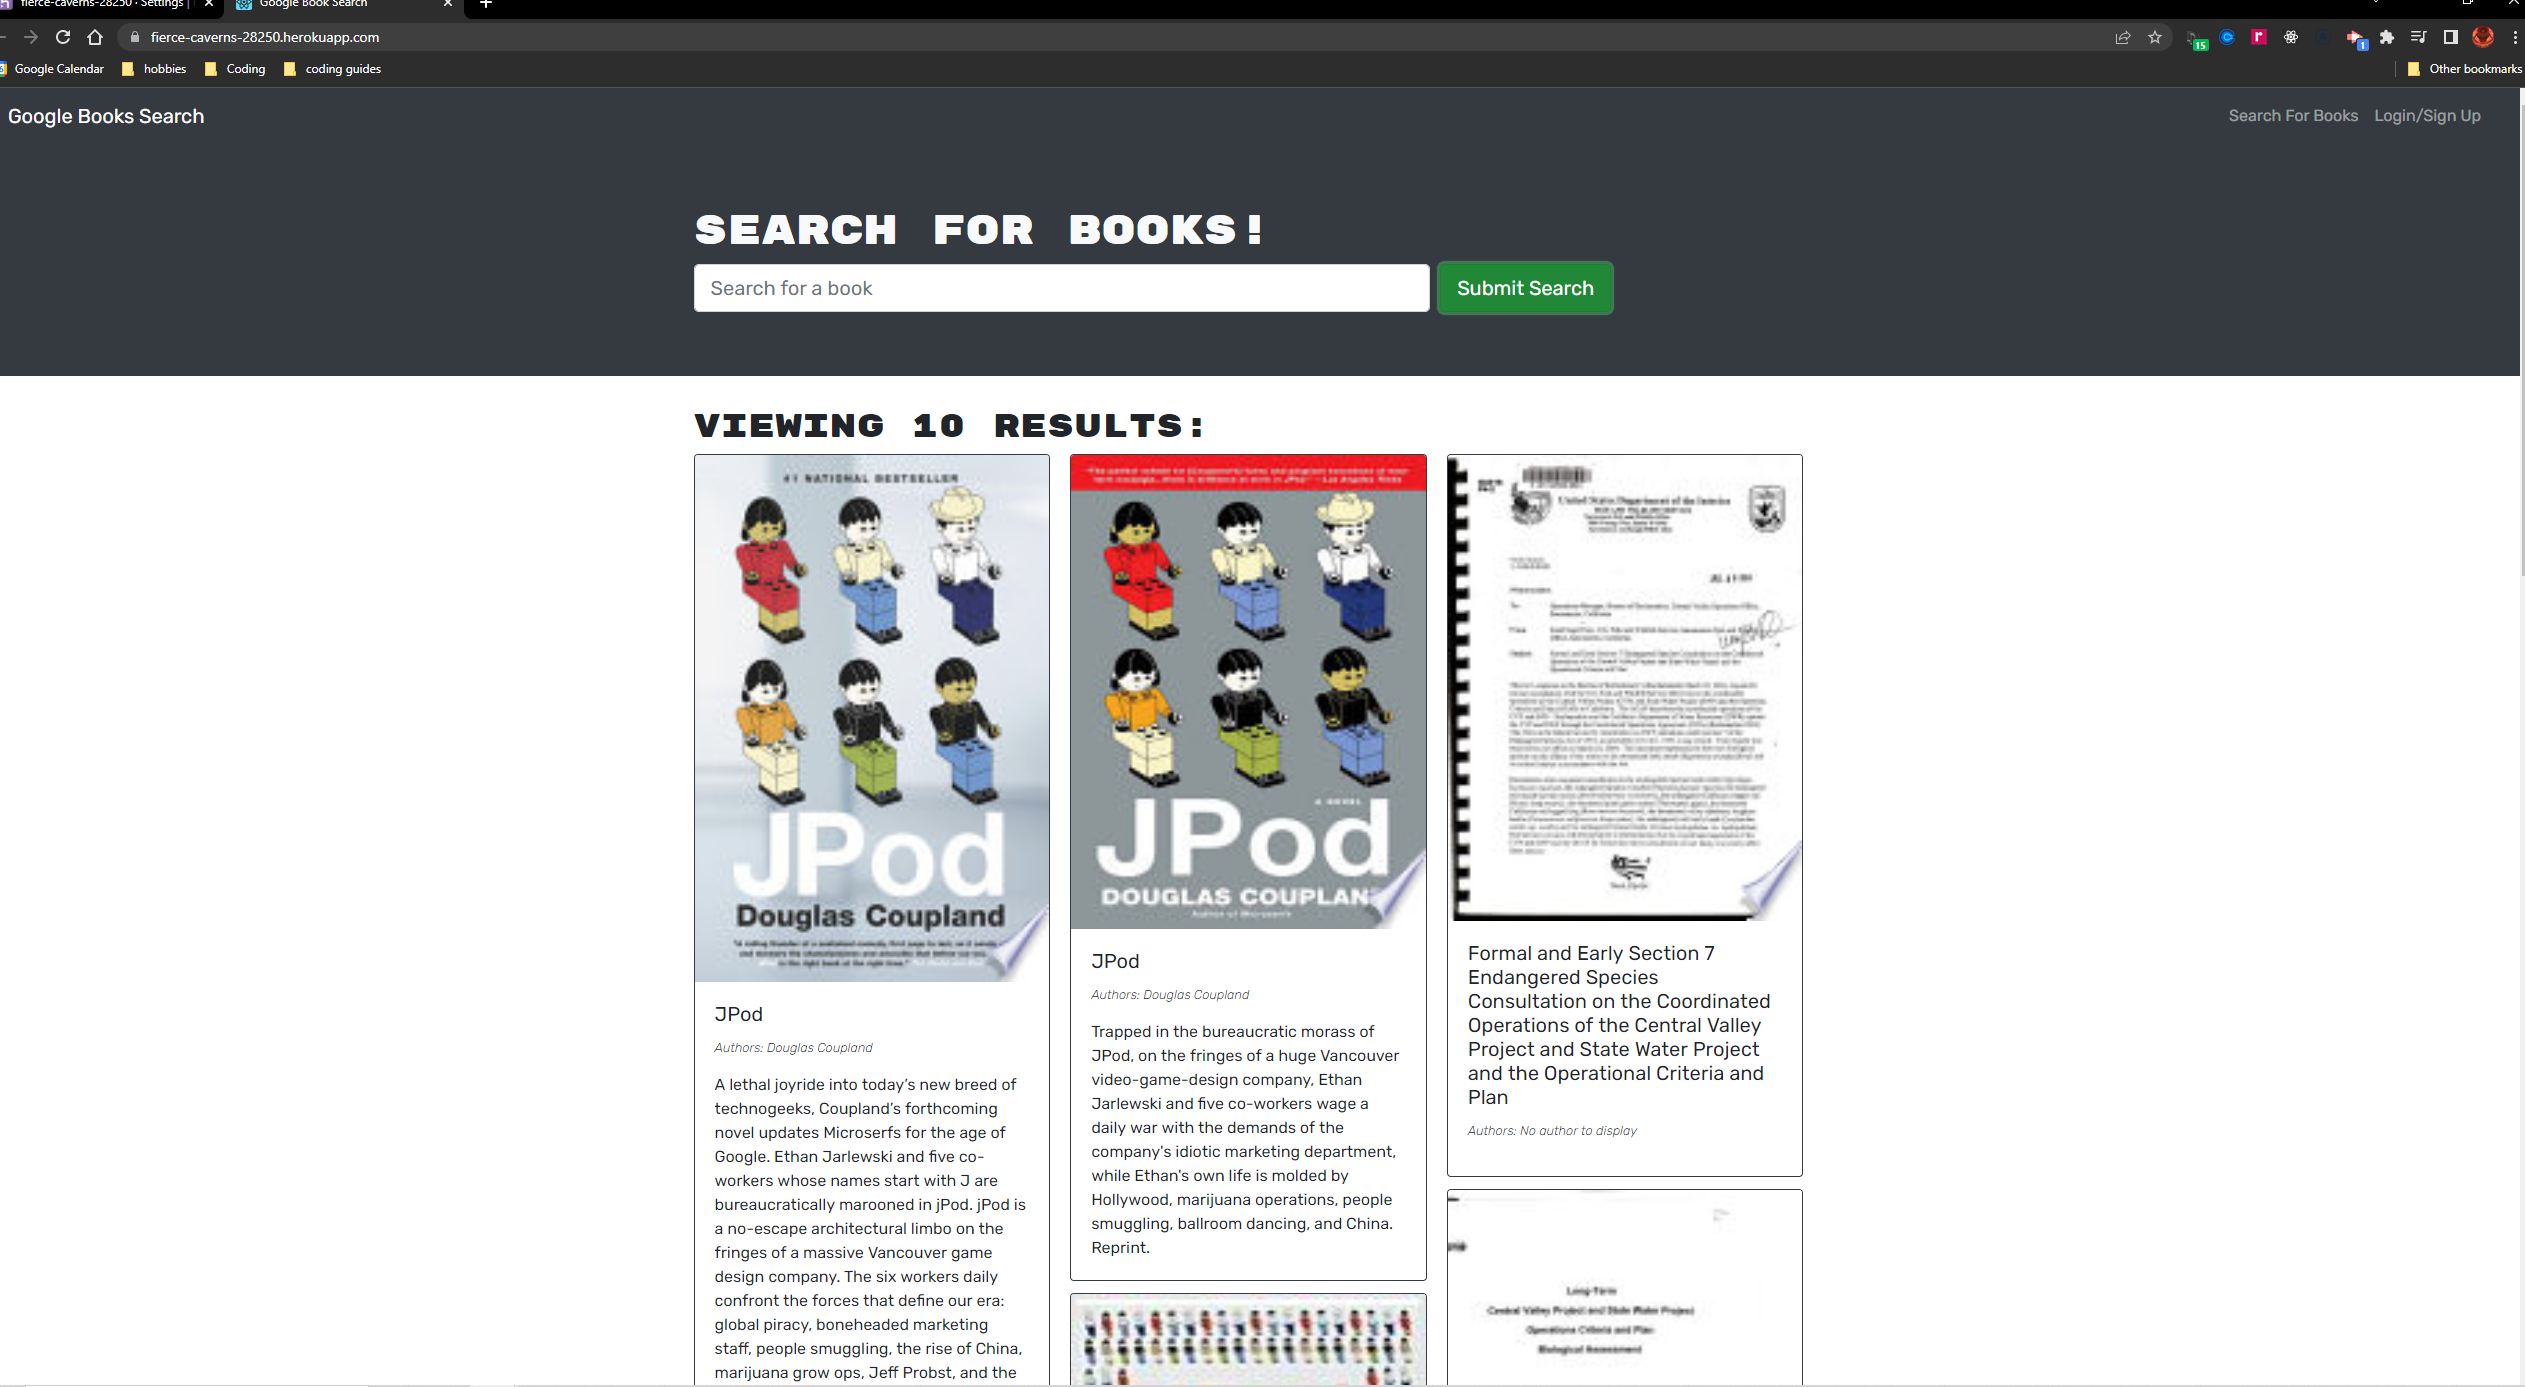 fierce-caverns-28250 · Settings |
Google Book Search
fierce-caverns-28250.herokuapp.com
15
1
Google Calendar
hobbies
Coding
coding guides
Other bookmarks
Google Books Search
Search For Books
Login/Sign Up
SEARCH FOR BOOKS!
Search for a book
Submit Search
VIEWING 10 RESULTS:
#1 NATIONAL BESTSELLER
JPod
Douglas Coupland
JPod
Authors: Douglas Coupland
A lethal joyride into today's new breed of
technogeeks, Coupland's forthcoming
novel updates Microserfs for the age of
Google. Ethan Jarlewski and five co-
workers whose names start with J are
bureaucratically marooned in jPod. jPod is
a no-escape architectural limbo on the
fringes of a massive Vancouver game
design company. The six workers daily
confront the forces that define our era:
global piracy, boneheaded marketing
staff, people smuggling, the rise of China,
marijuana grow ops, Jeff Probst, and the
A NOVEL
JPod
DOUGLAS COUPLAN
Author of Microserfs
JPod
Authors: Douglas Coupland
Trapped in the bureaucratic morass of
JPod, on the fringes of a huge Vancouver
video-game-design company, Ethan
Jarlewski and five co-workers wage a
daily war with the demands of the
company's idiotic marketing department,
while Ethan's own life is molded by
Hollywood, marijuana operations, people
smuggling, ballroom dancing, and China.
Reprint.
United States Department of the Interior
Formal and Early Section 7
Endangered Species
Consultation on the Coordinated
Operations of the Central Valley
Project and State Water Project
and the Operational Criteria and
Plan
Authors: No author to display
Long-Term
Central Valley Project and State Water Project
Operations Criteria and Plan
Biological Assessment